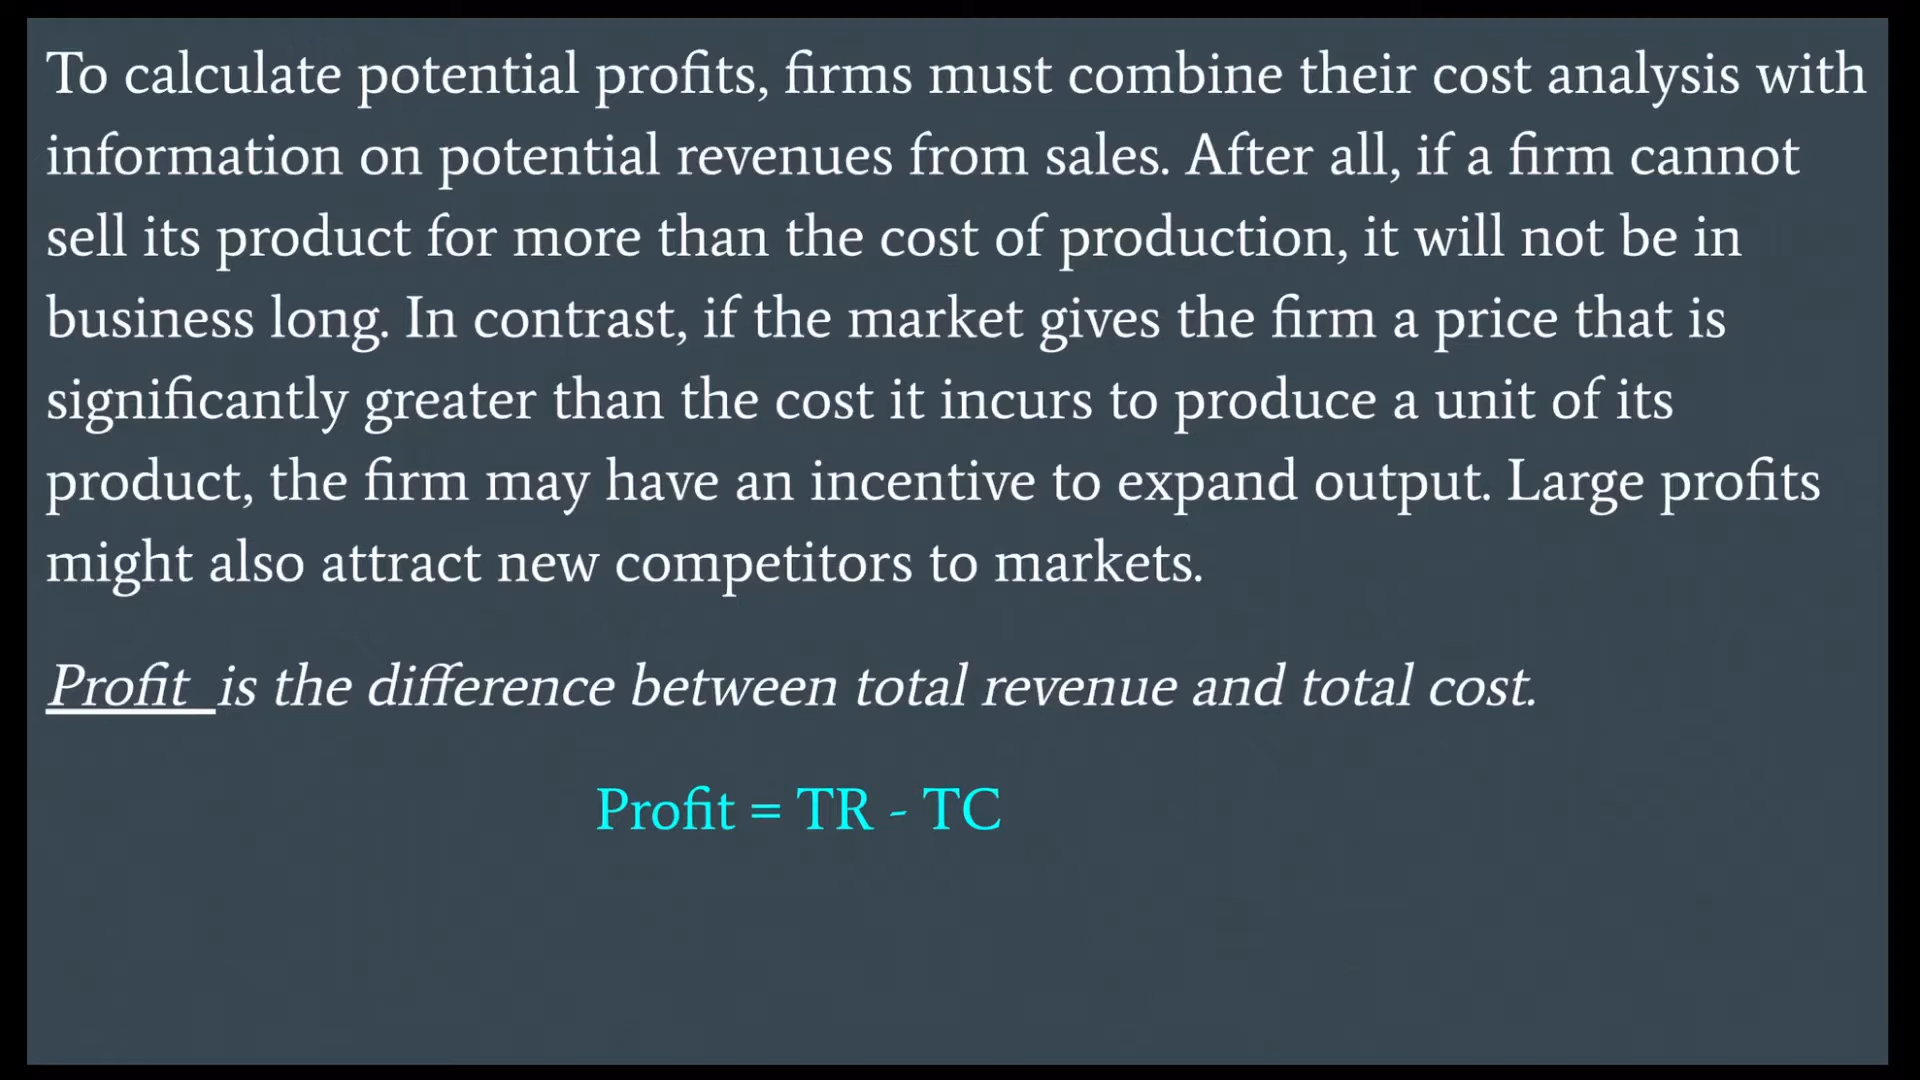 To calculate potential profits, firms must combine their cost analysis with
information on potential revenues from sales. After all, if a firm cannot
sell its product for more than the cost of production, it will not be in
business long. In contrast, if the market gives the firm a price that is
significantly greater than the cost it incurs to produce a unit of its
product, the firm may have an incentive to expand output. Large profits
might also attract new competitors to markets.
Profit is the difference between total revenue and total cost.
Profit = TR - TC